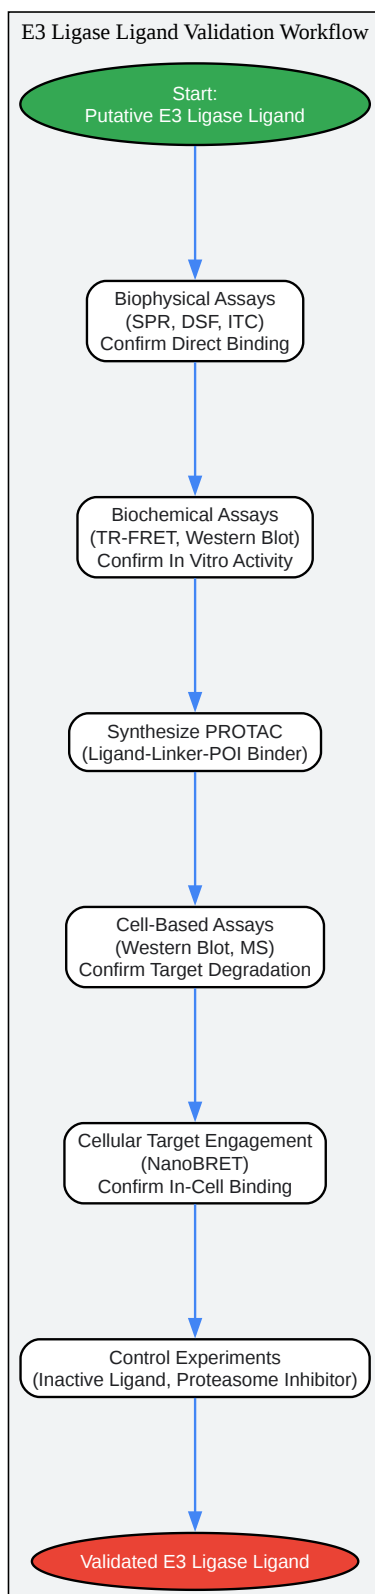 E3 Ligase Ligand Validation Workflow
Start:
Putative E3 Ligase Ligand
Biophysical Assays
(SPR, DSF, ITC)
Confirm Direct Binding
Biochemical Assays
(TR-FRET, Western Blot)
Confirm In Vitro Activity
Synthesize PROTAC
(Ligand-Linker-POI Binder)
Cell-Based Assays
(Western Blot, MS)
Confirm Target Degradation
Cellular Target Engagement
(NanoBRET)
Confirm In-Cell Binding
Control Experiments
(Inactive Ligand, Proteasome Inhibitor)
Validated E3 Ligase Ligand